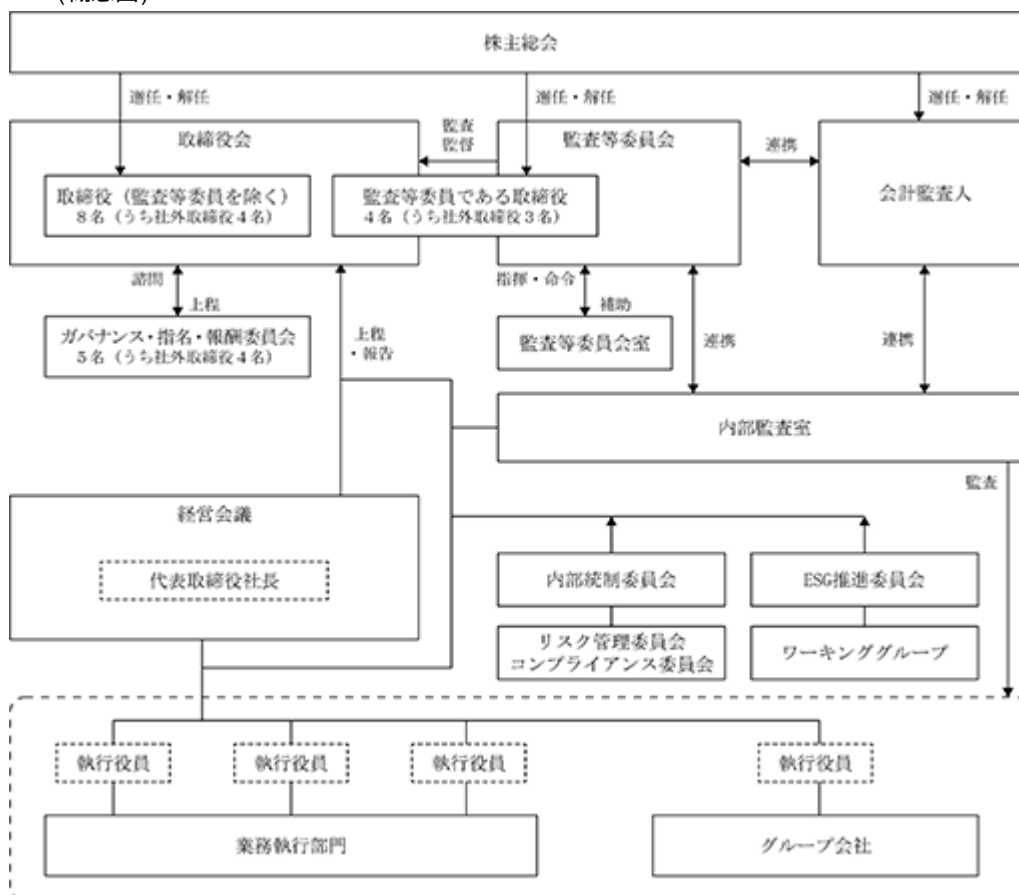 (概念図)
株主総会
選任・解任
選任・解任
選任・解任
取締役会
監査
監督
監査等委員会
連携
会計監査人
取締役（監査等委員を除く）
8名（うち社外取締役4名）
監査等委員である取締役
4名（うち社外取締役3名）
諮問
上程
指揮・命令
補助
ガバナンス・指名・報酬委員会
5名（うち社外取締役4名）
上程
・報告
監査等委員会室
連携
連携
内部監査室
監査
経営会議
代表取締役社長
内部統制委員会
ESG推進委員会
リスク管理委員会
コンプライアンス委員会
ワーキンググループ
執行役員
執行役員
執行役員
執行役員
業務執行部門
グループ会社